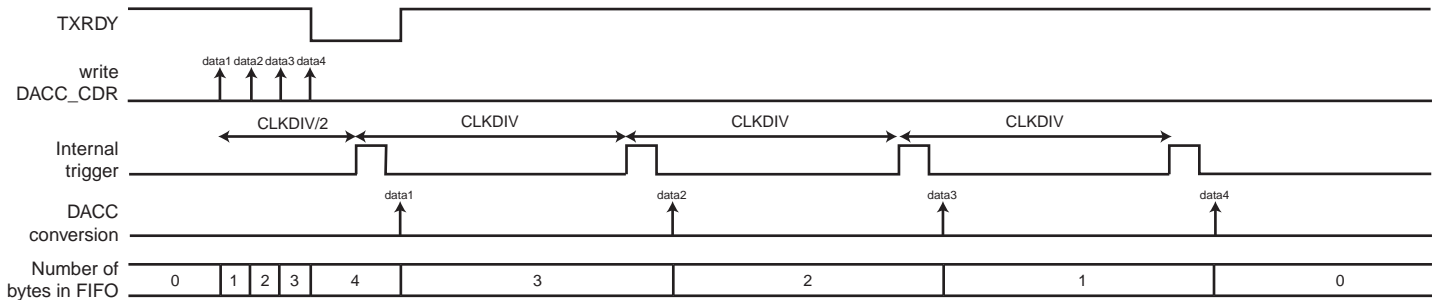 TXRDY
data1 data2 data3 data4
write
DACC_CDR
CLKDIV/2 CLKDIV CLKDIV CLKDIV
Internal
trigger
data1 data2 data3 data4
DACC
conversion
Number of
bytes in FIFO
0 1 2 3 4 3 2 1 0